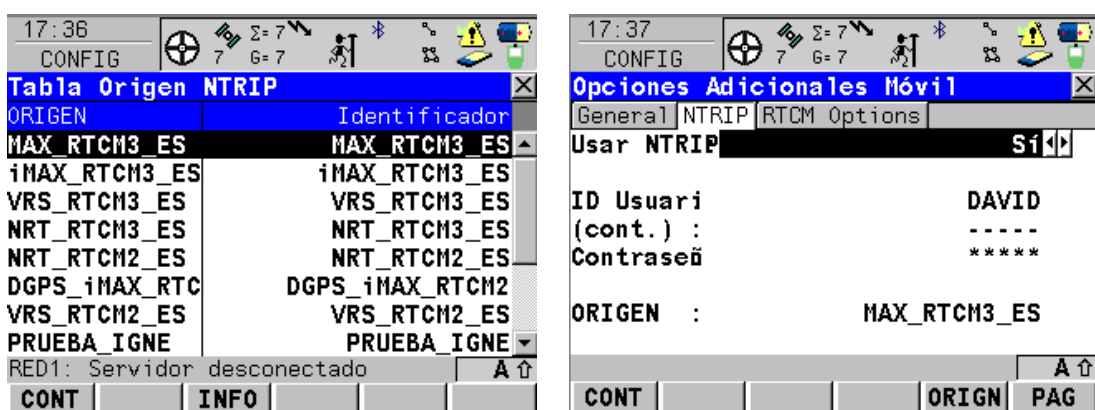 17:36
CONFIG
7
Σ= 7
G= 7
Tabla Origen NTRIP
ORIGEN Identificador
MAX_RTCM3_ES MAX_RTCM3_ES
iMAX_RTCM3_ES iMAX_RTCM3_ES
VRS_RTCM3_ES VRS_RTCM3_ES
NRT_RTCM3_ES NRT_RTCM3_ES
NRT_RTCM2_ES NRT_RTCM2_ES
DGPS_iMAX_RTC DGPS_iMAX_RTCM2
VRS_RTCM2_ES VRS_RTCM2_ES
PRUEBA_IGNE PRUEBA_IGNE
RED1: Servidor desconectado A
CONT INFO
17:37
CONFIG
7
Σ= 7
G= 7
Opciones Adicionales Móvil
General NTRIP RTCM Options
Usar NTRIP Sí
ID Usuari DAVID
(cont.) : -----
Contraseñ *****
ORIGEN : MAX_RTCM3_ES
A
CONT ORIGN PAG